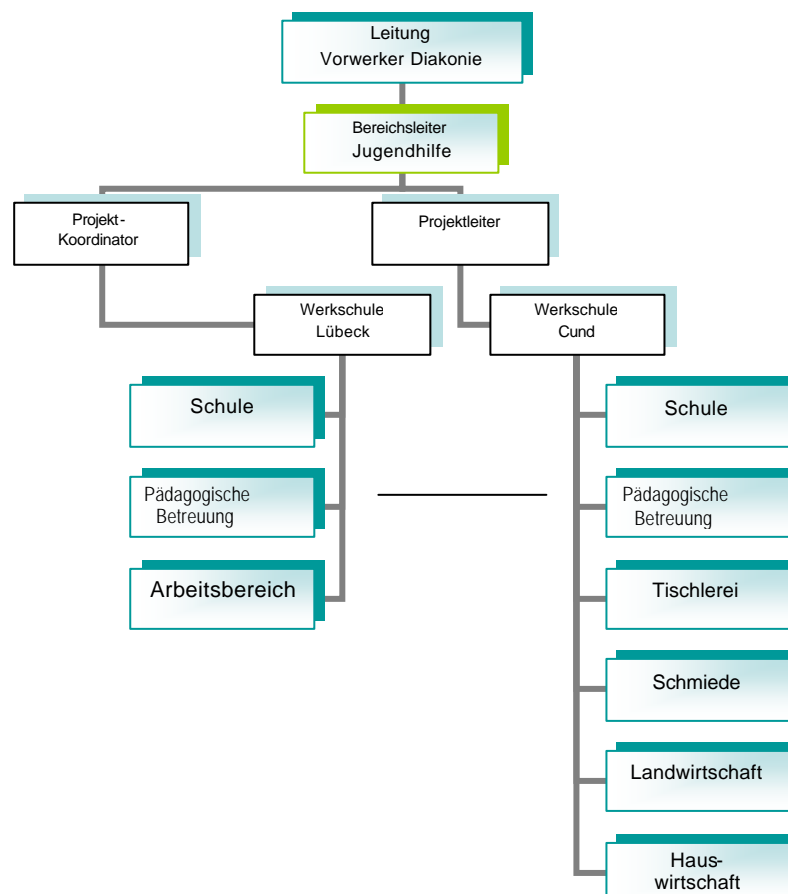 Leitung
Vorwerker Diakonie
Bereichsleiter
Jugendhilfe
Projekt-
Koordinator
Projektleiter
Werkschule
Lübeck
Werkschule
Cund
Schule
Pädagogische
Betreuung
Arbeitsbereich
Schule
Pädagogische
Betreuung
Tischlerei
Schmiede
Landwirtschaft
Haus-
wirtschaft